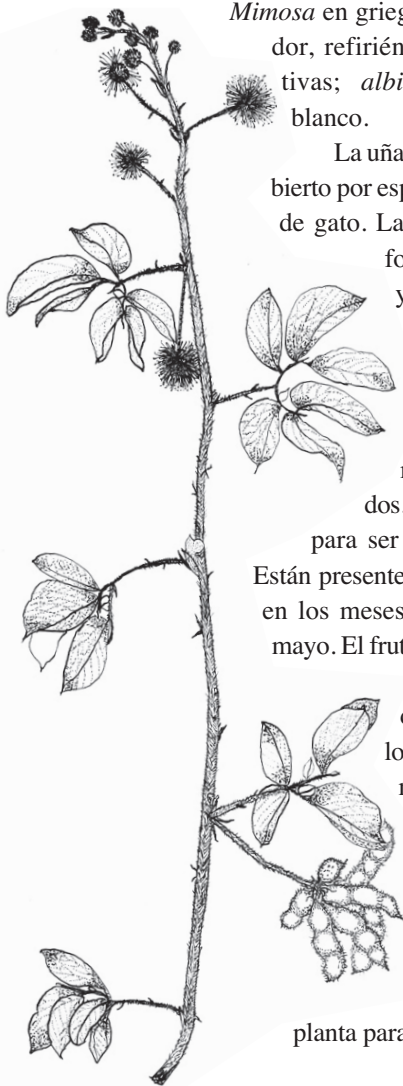 Mimosa en grieg
dor, refirién
tivas; albi
blanco.
La uña
bierto por esp
de gato. La
fo
y
r
dos.
para ser
Están presente
en los meses
mayo. El frut
lo
planta para